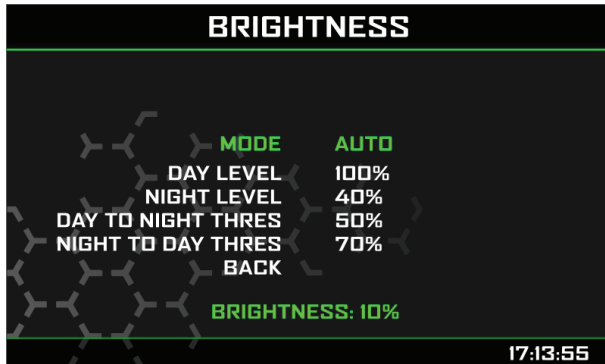 BRIGHTNESS
MODE AUTO
DAY LEVEL 100%
NIGHT LEVEL 40%
DAY TO NIGHT THRES 50%
NIGHT TO DAY THRES 70%
BACK
BRIGHTNESS: 10%
17:13:55